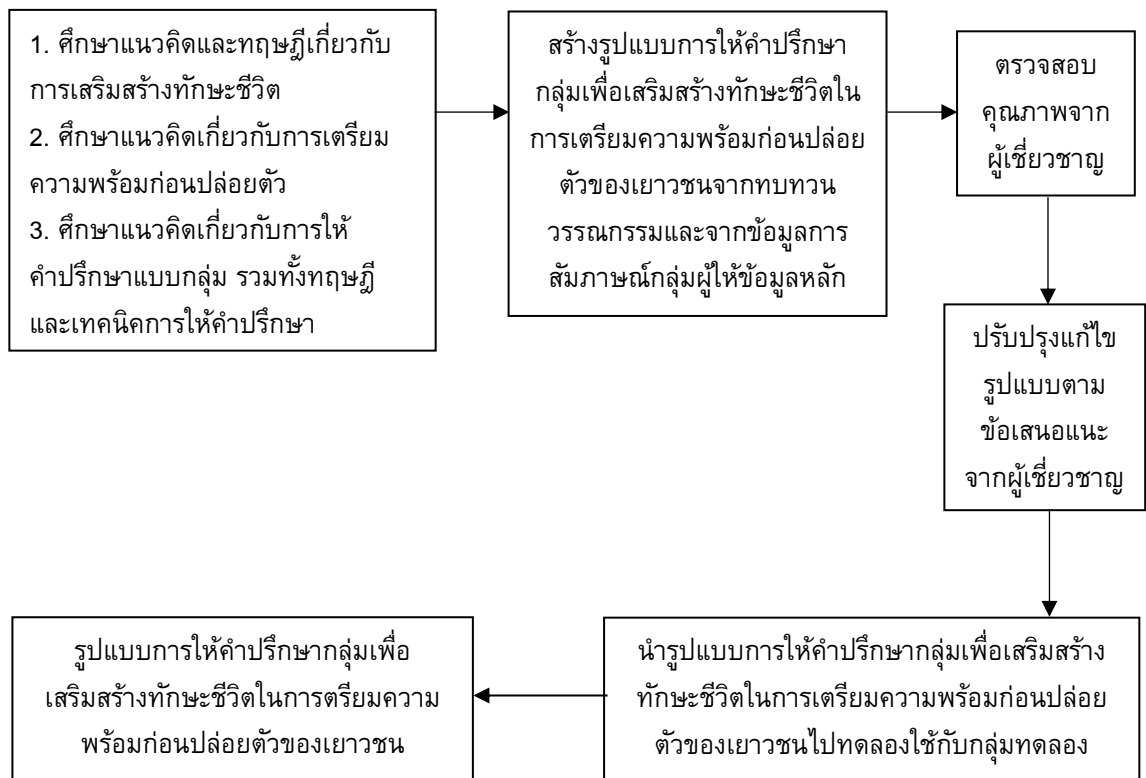 1. ศึกษาแนวคิดและทฤษฎีเกี่ยวกับ
การเสริมสร้างทักษะชีวิต
2. ศึกษาแนวคิดเกี่ยวกับการเตรียม
ความพร้อมก่อนปล่อยตัว
3. ศึกษาแนวคิดเกี่ยวกับการให้
คำปรึกษาแบบกลุ่ม รวมทั้งทฤษฎี
และเทคนิคการให้คำปรึกษา
สร้างรูปแบบการให้คำปรึกษา
กลุ่มเพื่อเสริมสร้างทักษะชีวิตใน
การเตรียมความพร้อมก่อนปล่อย
ตัวของเยาวชนจากทบทวน
วรรณกรรมและจากข้อมูลการ
สัมภาษณ์กลุ่มผู้ให้ข้อมูลหลัก
ตรวจสอบ
คุณภาพจาก
ผู้เชี่ยวชาญ
ปรับปรุงแก้ไข
รูปแบบตาม
ข้อเสนอแนะ
จากผู้เชี่ยวชาญ
นำรูปแบบการให้คำปรึกษากลุ่มเพื่อเสริมสร้าง
ทักษะชีวิตในการเตรียมความพร้อมก่อนปล่อย
ตัวของเยาวชนไปทดลองใช้กับกลุ่มทดลอง
รูปแบบการให้คำปรึกษากลุ่มเพื่อ
เสริมสร้างทักษะชีวิตในการตรียมความ
พร้อมก่อนปล่อยตัวของเยาวชน